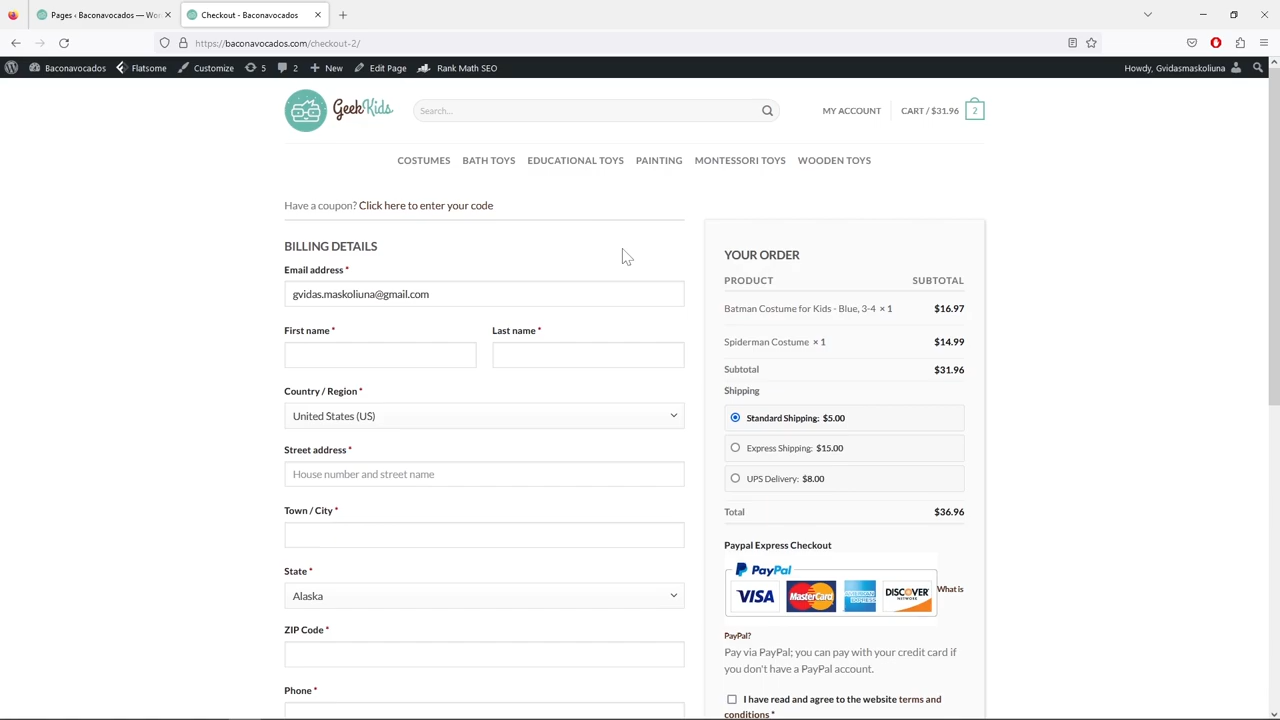 Pages ‹ Baconavocados — Wo
Checkout - Baconavocados
https://baconavocados.com/checkout-2/
Baconavocados
Flatsome
Customize
5
2
New
Edit Page
Rank Math SEO
Howdy, Gvidasmaskoliuna
GeekKids
Search...
MY ACCOUNT
CART / $31.96
2
COSTUMES
BATH TOYS
EDUCATIONAL TOYS
PAINTING
MONTESSORI TOYS
WOODEN TOYS
Have a coupon? Click here to enter your code
BILLING DETAILS
Email address *
gvidas.maskoliuna@gmail.com
First name *
Last name *
Country / Region *
United States (US)
Street address *
House number and street name
Town / City *
State *
Alaska
ZIP Code *
Phone *
YOUR ORDER
PRODUCT SUBTOTAL
Batman Costume for Kids - Blue, 3-4 × 1 $16.97
Spiderman Costume × 1 $14.99
Subtotal $31.96
Shipping
Standard Shipping: $5.00
Express Shipping: $15.00
UPS Delivery: $8.00
Total $36.96
Paypal Express Checkout
PayPal
VISA MasterCard AMERICAN EXPRESS DISCOVER NETWORK
What is
PayPal?
Pay via PayPal; you can pay with your credit card if
you don't have a PayPal account.
I have read and agree to the website terms and
conditions *